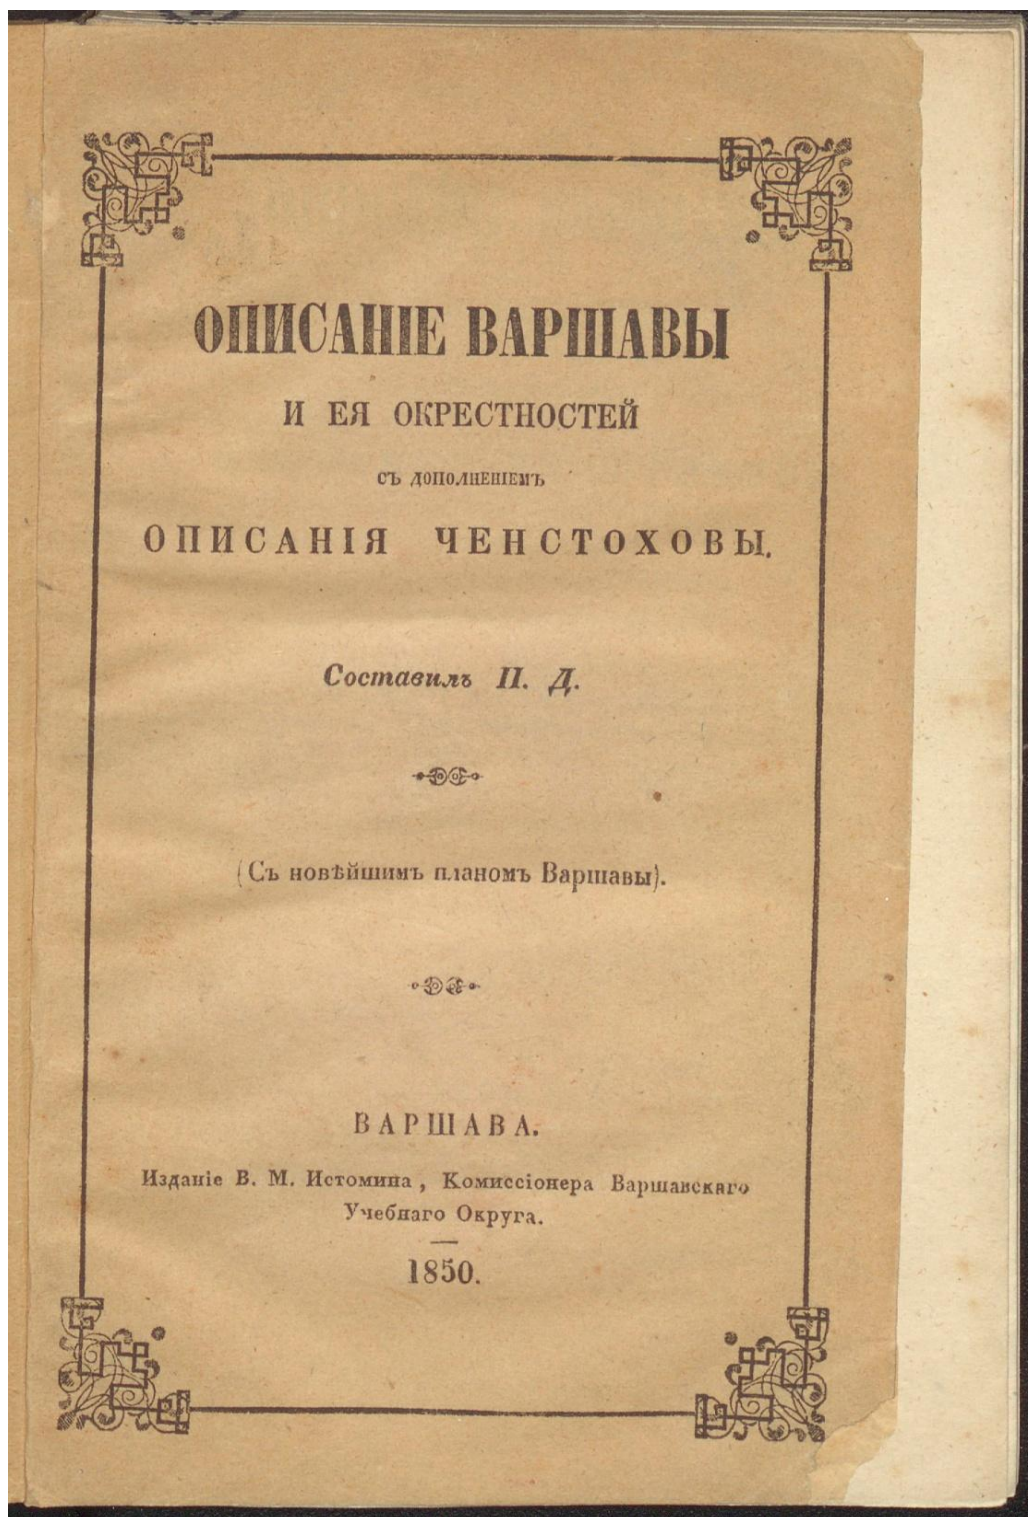 ОПИСАНІЕ ВАРШАВЫ
И ЕЯ ОКРЕСТНОСТЕЙ
СЪ ДОПОЛНЕНІЕМЪ
ОПИСАНІЯ ЧЕНСТОХОВЫ.
Составилъ П. Д.
(Съ новѣйшимъ планомъ Варшавы).
ВАРШАВА.
Изданіе В. М. Истомина, Комиссіонера Варшавскаго
Учебнаго Округа.
1850.